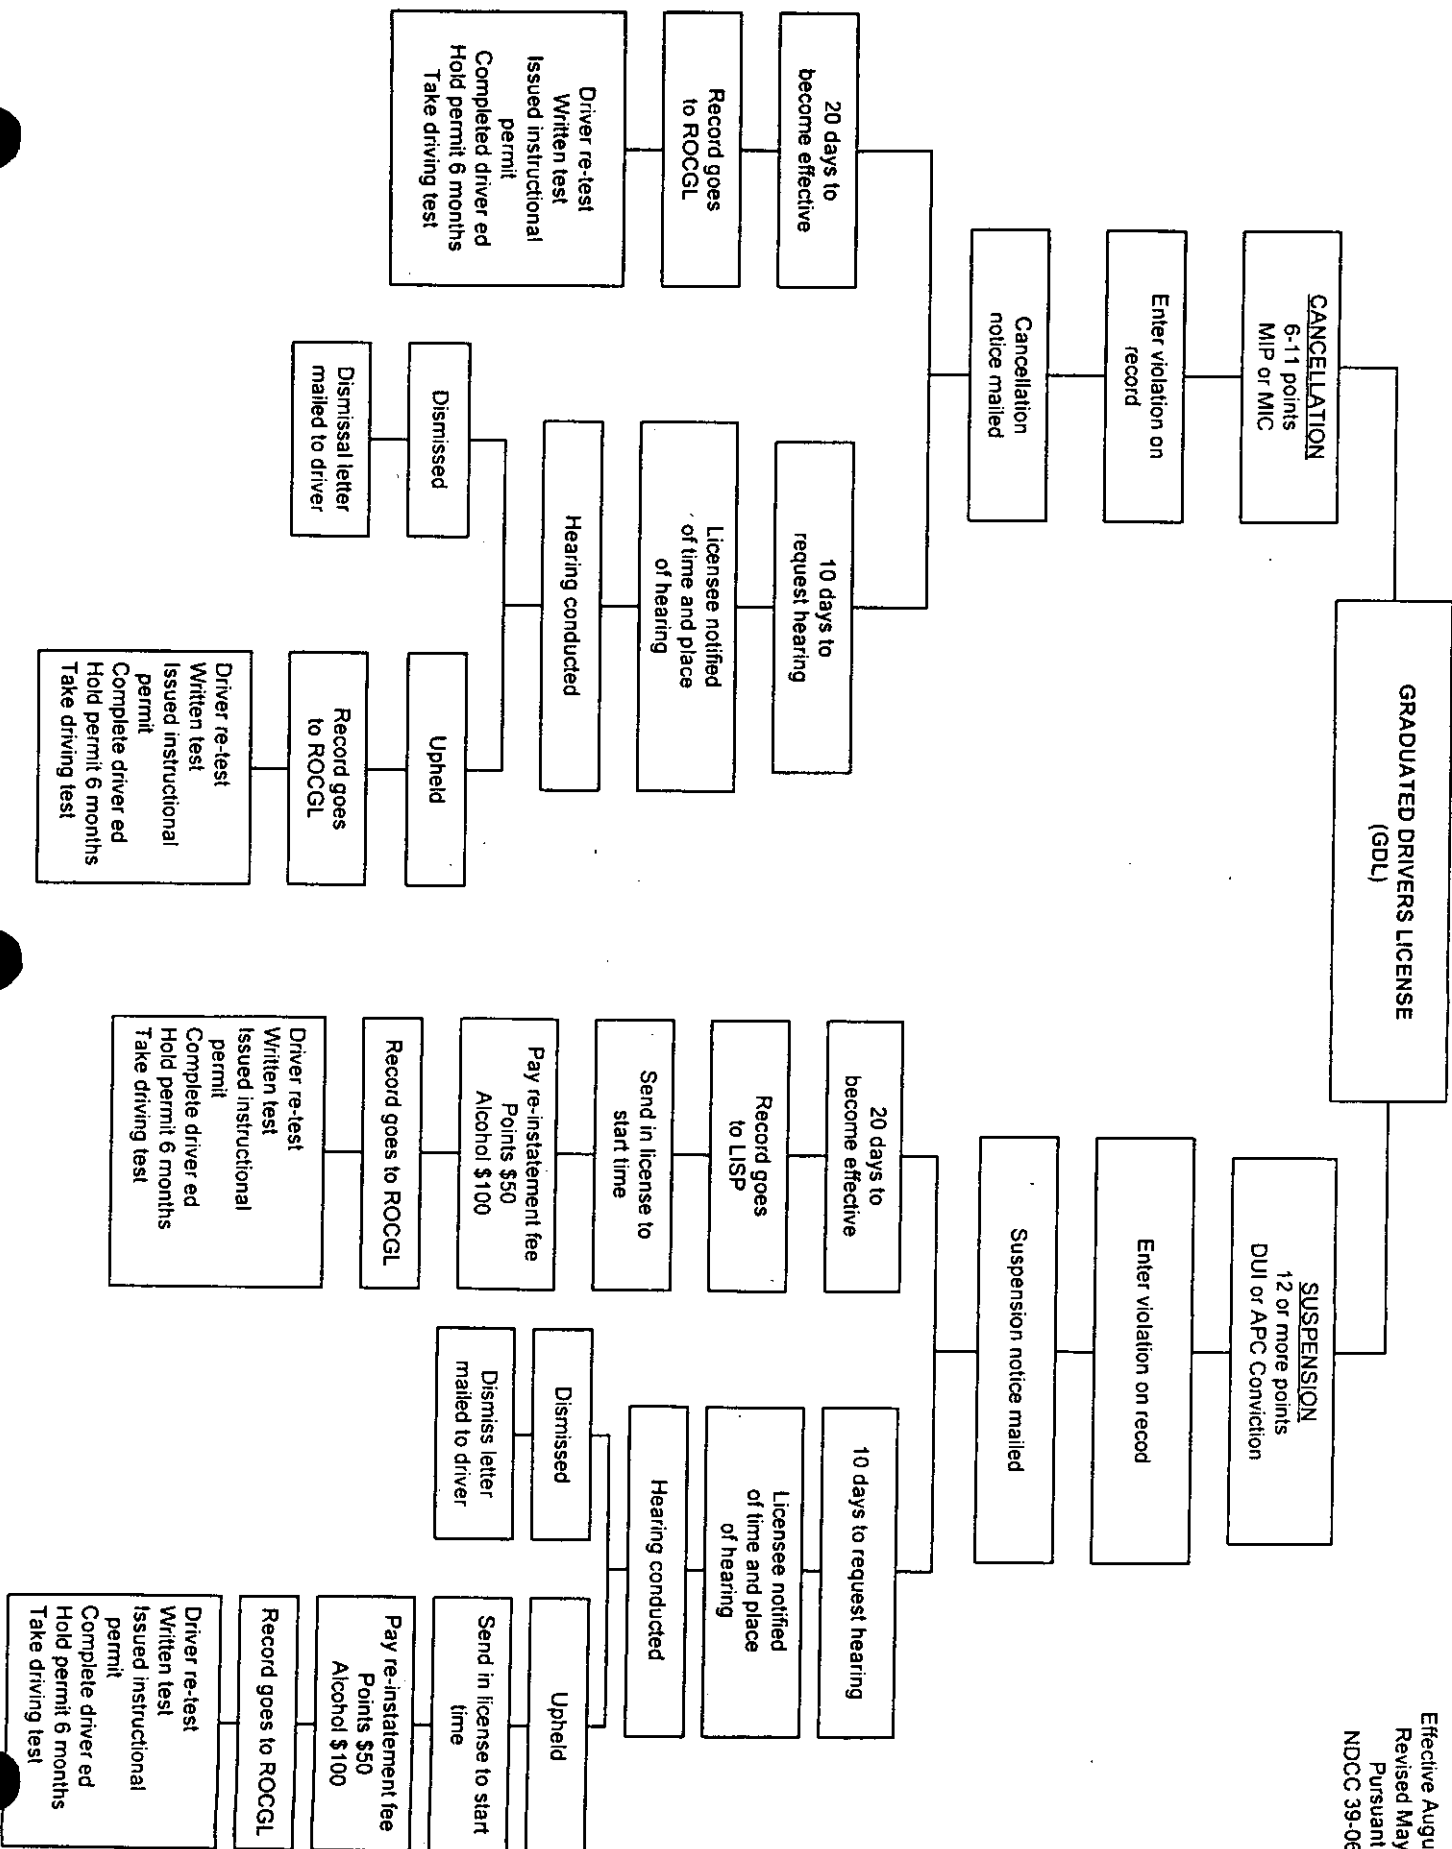 Effective Augu
Revised May
Pursuant
NDCC 39-06
GRADUATED DRIVERS LICENSE
(GDL)
CANCELLATION
6-11 points
MIP or MIC
Enter violation on
record
Cancellation
notice mailed
20 days to
become effective
Record goes
to ROCGL
Driver re-test
Written test
Issued instructional
permit
Completed driver ed
Hold permit 6 months
Take driving test
10 days to
request hearing
Licensee notified
of time and place
of hearing
Hearing conducted
Dismissed
Dismissal letter
mailed to driver
Upheld
Record goes
to ROCGL
Driver re-test
Written test
Issued instructional
permit
Complete driver ed
Hold permit 6 months
Take driving test
SUSPENSION
12 or more points
DUI or APC Conviction
Enter violation on recod
Suspension notice mailed
20 days to
become effective
Record goes
to LISP
Send in license to
start time
Pay re-instatement fee
Points $50
Alcohol $100
Record goes to ROCGL
Driver re-test
Written test
Issued instructional
permit
Complete driver ed
Hold permit 6 months
Take driving test
10 days to request hearing
Licensee notified
of time and place
of hearing
Hearing conducted
Dismissed
Dismiss letter
mailed to driver
Upheld
Send in license to start
time
Pay re-instatement fee
Points $50
Alcohol $100
Record goes to ROCGL
Driver re-test
Written test
Issued instructional
permit
Complete driver ed
Hold permit 6 months
Take driving test